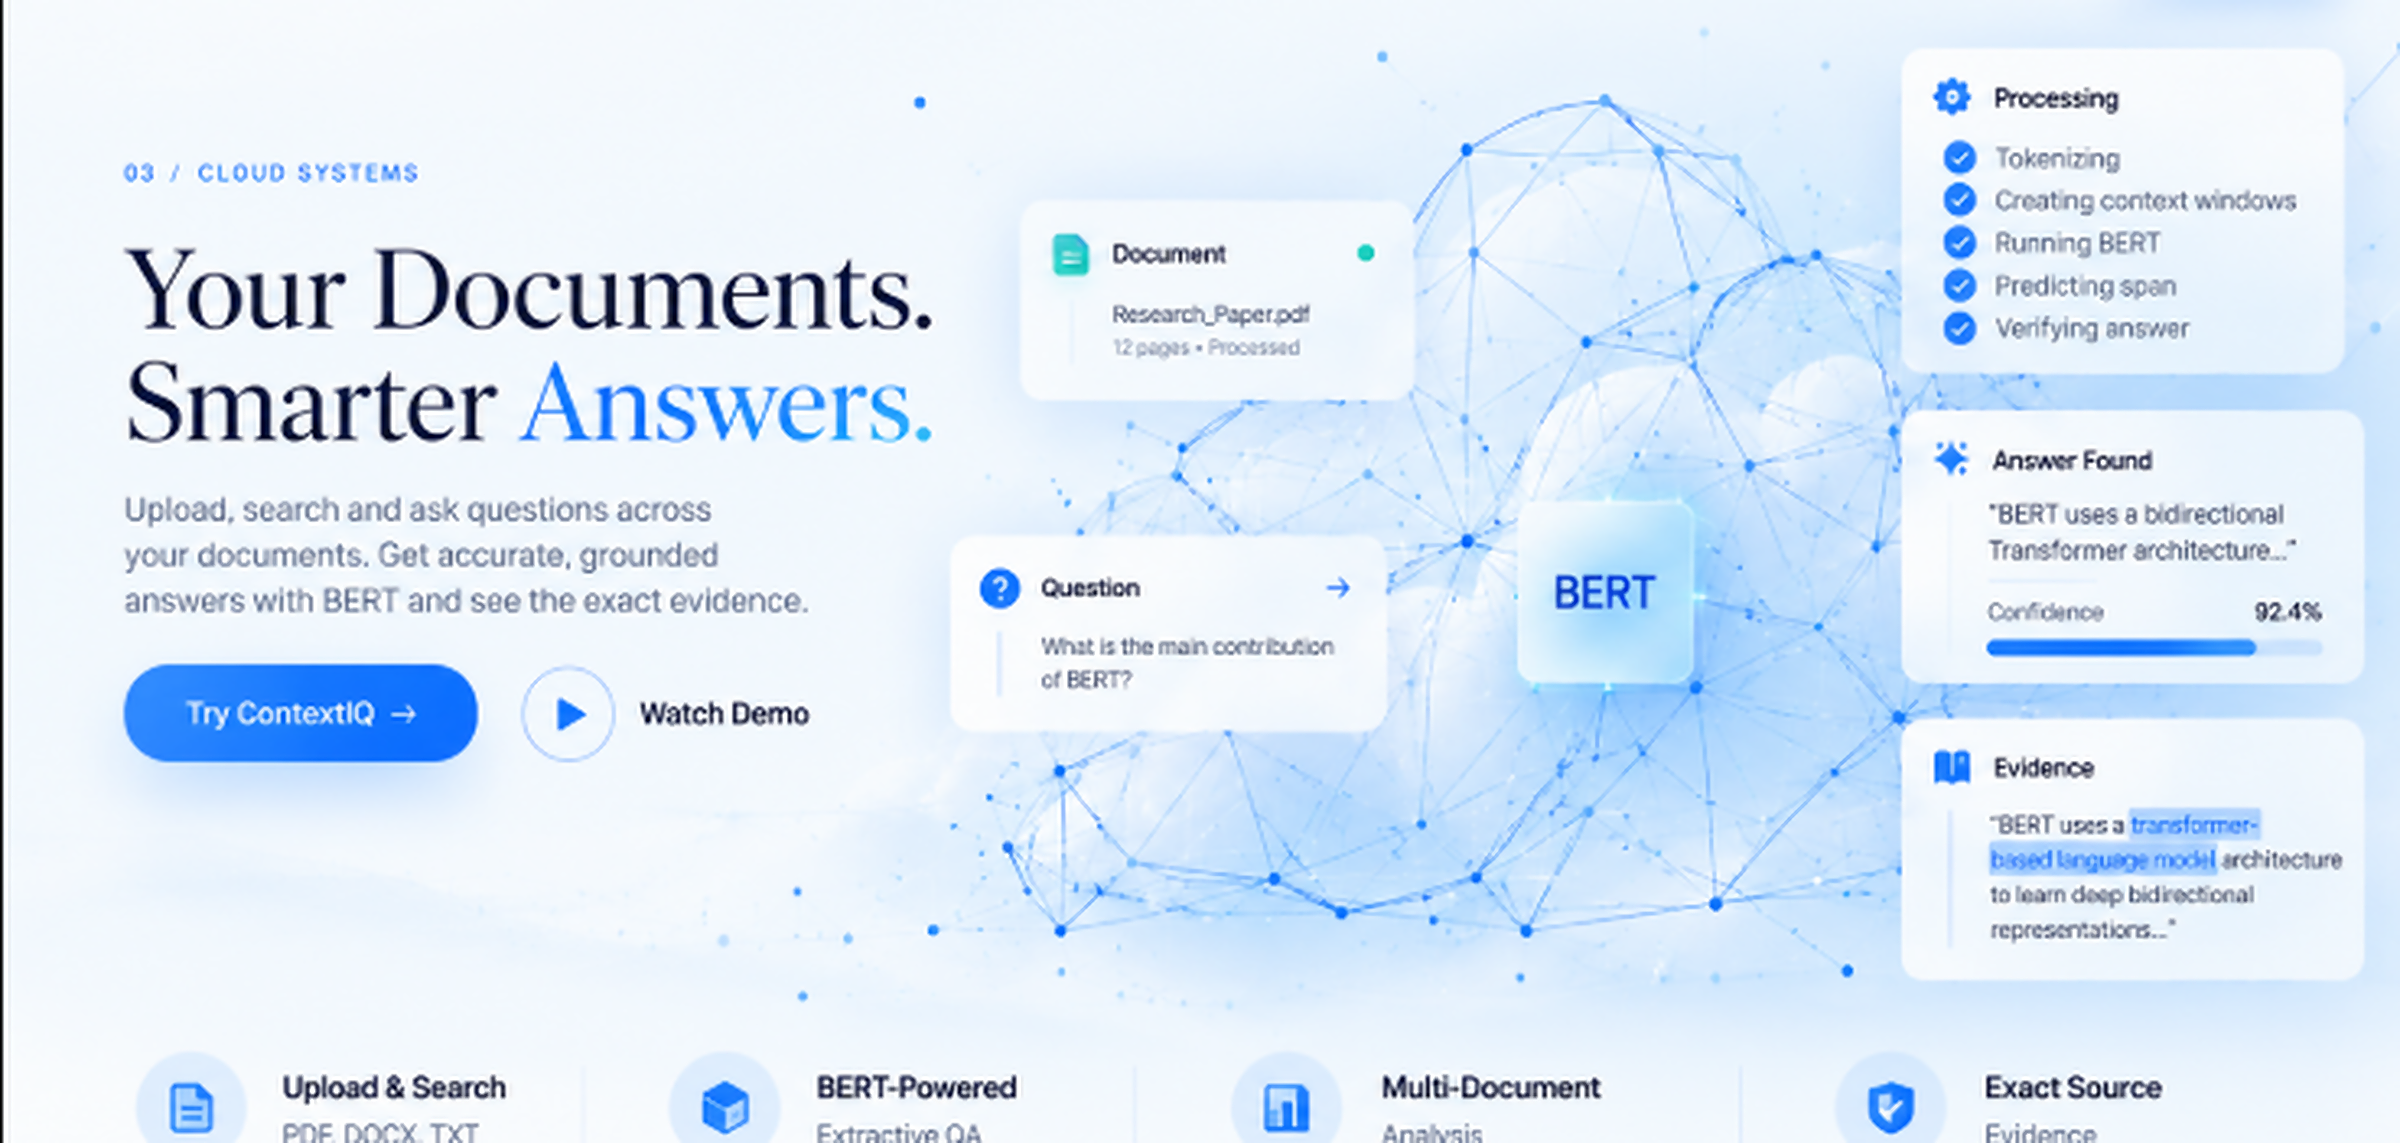 03 / CLOUD SYSTEMS
Your Documents.
Smarter Answers.
Upload, search and ask questions across
your documents. Get accurate, grounded
answers with BERT and see the exact evidence.
Try ContextIQ →
Watch Demo
Document
Research_Paper.pdf
12 pages • Processed
Question →
What is the main contribution
of BERT?
BERT
Processing
Tokenizing
Creating context windows
Running BERT
Predicting span
Verifying answer
Answer Found
"BERT uses a bidirectional
Transformer architecture..."
Confidence 92.4%
Evidence
"BERT uses a transformer-
based language model architecture
to learn deep bidirectional
representations..."
Upload & Search
PDF, DOCX, TXT
BERT-Powered
Extractive QA
Multi-Document
Analysis
Exact Source
Evidence